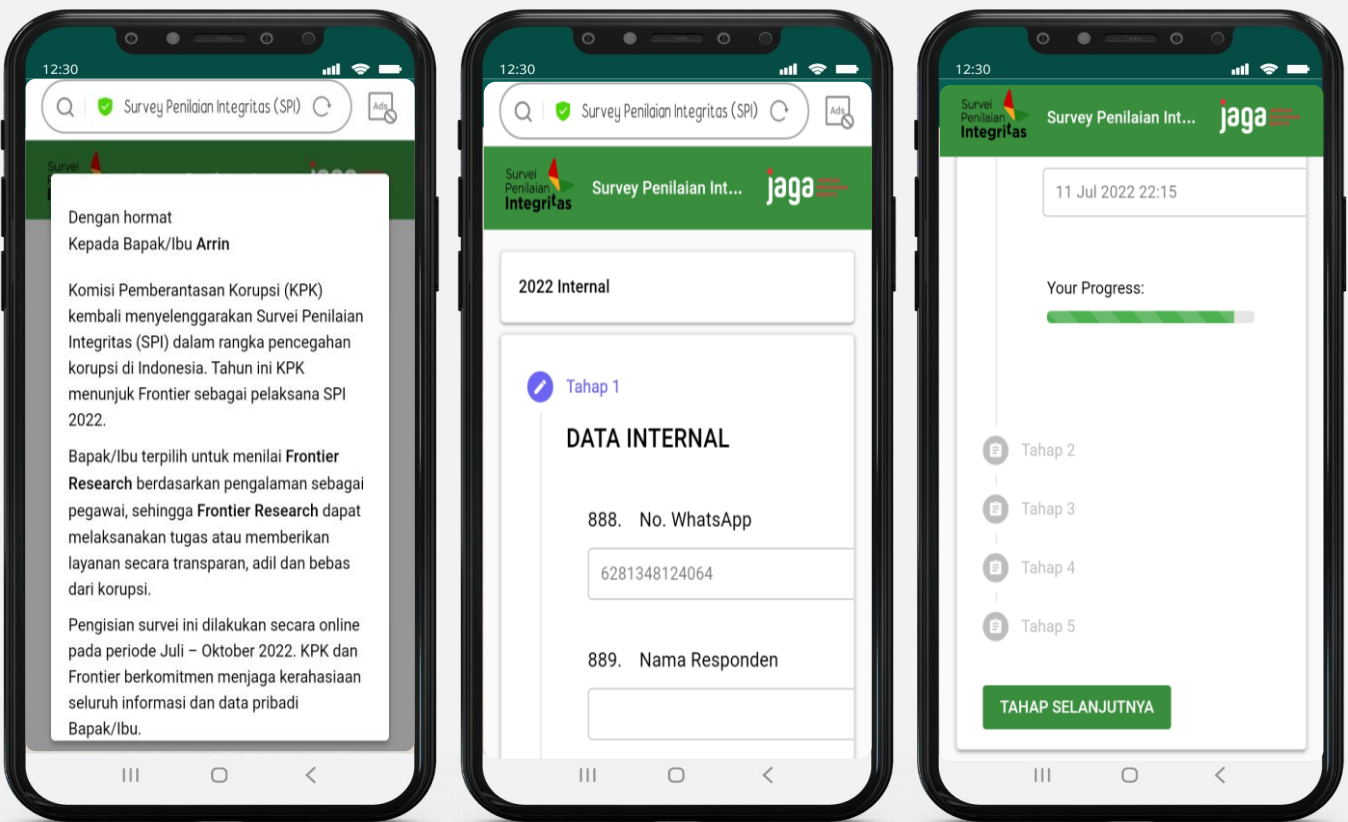 12:30
Survey Penilaian Integritas (SPI)
Ads
Survei
Dengan hormat
Kepada Bapak/Ibu Arrin
Komisi Pemberantasan Korupsi (KPK)
kembali menyelenggarakan Survei Penilaian
Integritas (SPI) dalam rangka pencegahan
korupsi di Indonesia. Tahun ini KPK
menunjuk Frontier sebagai pelaksana SPI
2022.
Bapak/Ibu terpilih untuk menilai Frontier
Research berdasarkan pengalaman sebagai
pegawai, sehingga Frontier Research dapat
melaksanakan tugas atau memberikan
layanan secara transparan, adil dan bebas
dari korupsi.
Pengisian survei ini dilakukan secara online
pada periode Juli – Oktober 2022. KPK dan
Frontier berkomitmen menjaga kerahasiaan
seluruh informasi dan data pribadi
Bapak/Ibu.
12:30
Survey Penilaian Integritas (SPI)
Ads
Survei
Penilaian
Integritas
Survey Penilaian Int...
jaga
2022 Internal
Tahap 1
DATA INTERNAL
888. No. WhatsApp
6281348124064
889. Nama Responden
12:30
Survei
Penilaian
Integritas
Survey Penilaian Int...
jaga
11 Jul 2022 22:15
Your Progress:
Tahap 2
Tahap 3
Tahap 4
Tahap 5
TAHAP SELANJUTNYA